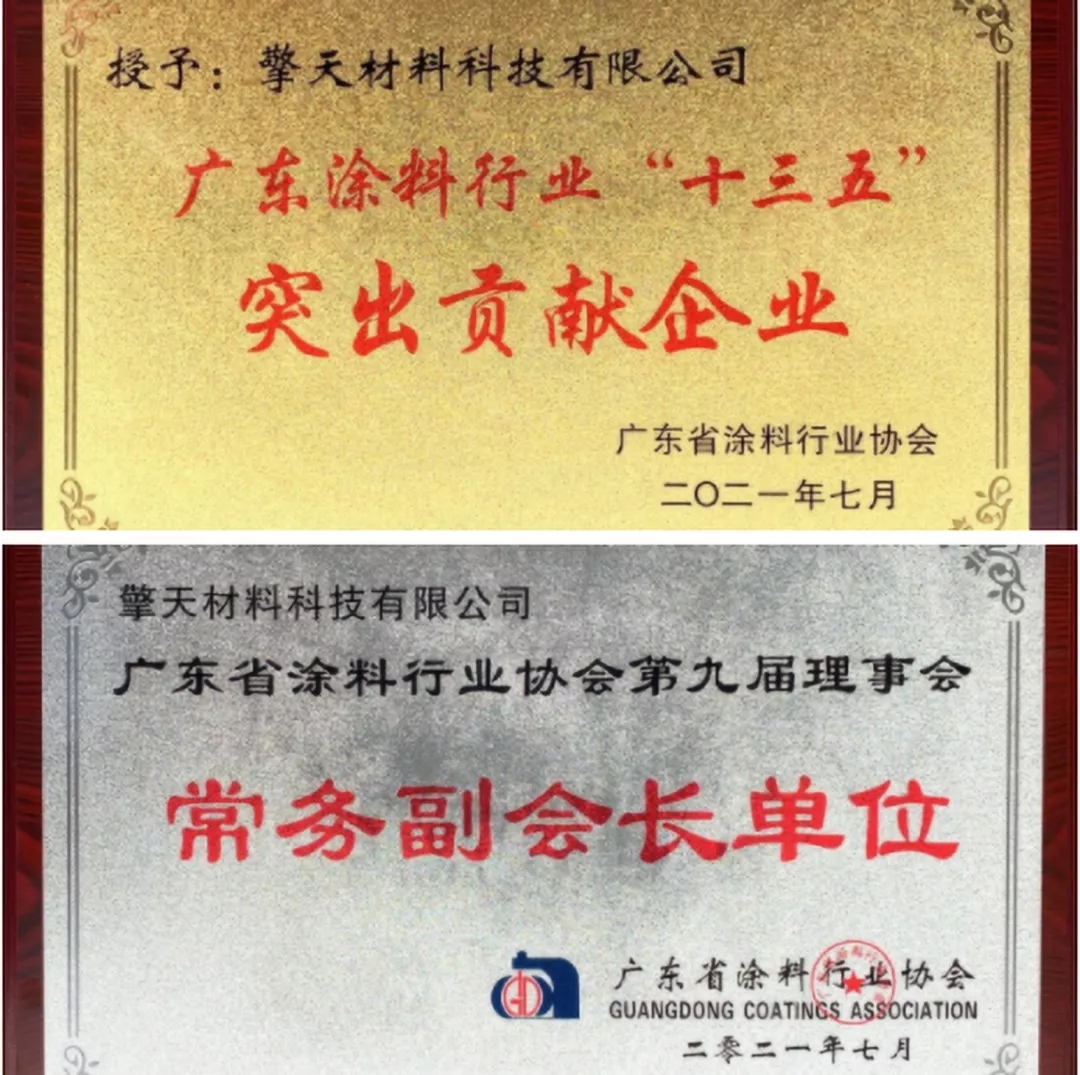 授予：擎天材料科技有限公司
广东涂料行业“十三五”
突出贡献企业
广东省涂料行业协会
二〇二一年七月
擎天材料科技有限公司
广东省涂料行业协会第九届理事会
常务副会长单位
广东省涂料行业协会
GUANGDONG COATINGS ASSOCIATION
二零二一年七月